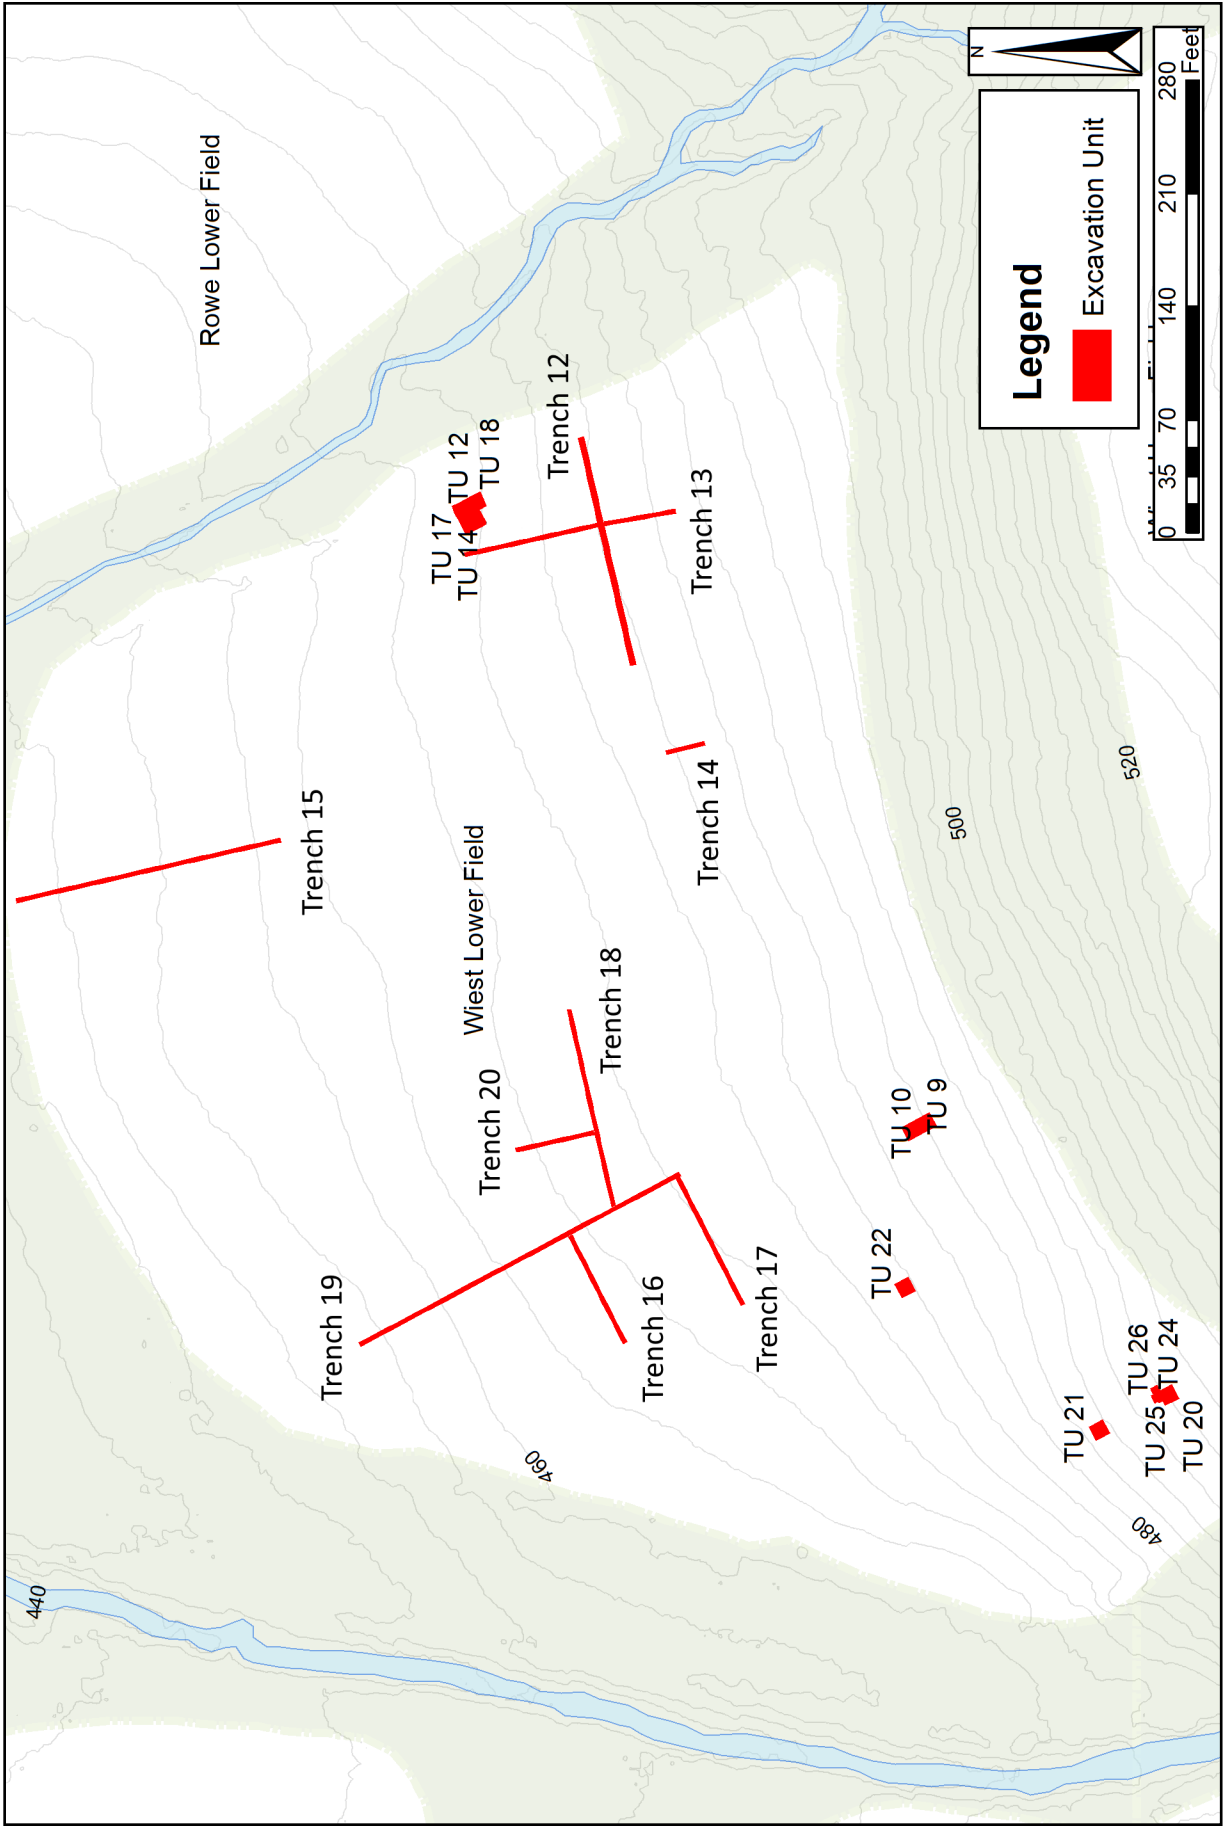 Rowe Lower Field
TU 12
TU 18
TU 17
TU 14
Trench 12
Trench 13
Trench 15
Trench 14
Wiest Lower Field
Trench 18
Trench 20
Trench 19
Trench 16
Trench 17
TU 10
TU 9
TU 22
TU 21
TU 26
TU 24
TU 25
TU 20
440
460
480
500
520
N
Legend
Excavation Unit
0 35 70 140 210 280
Feet